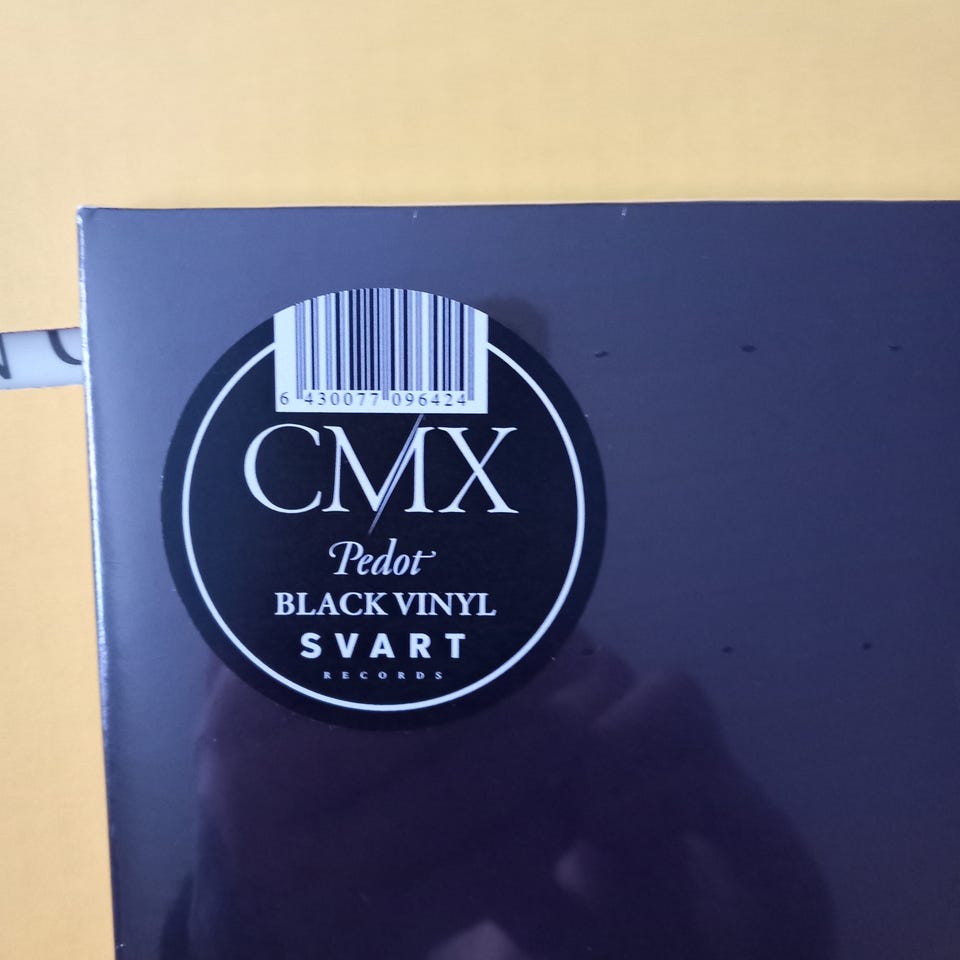 6 430077 096424
CMX
Pedot
BLACK VINYL
SVART
RECORDS